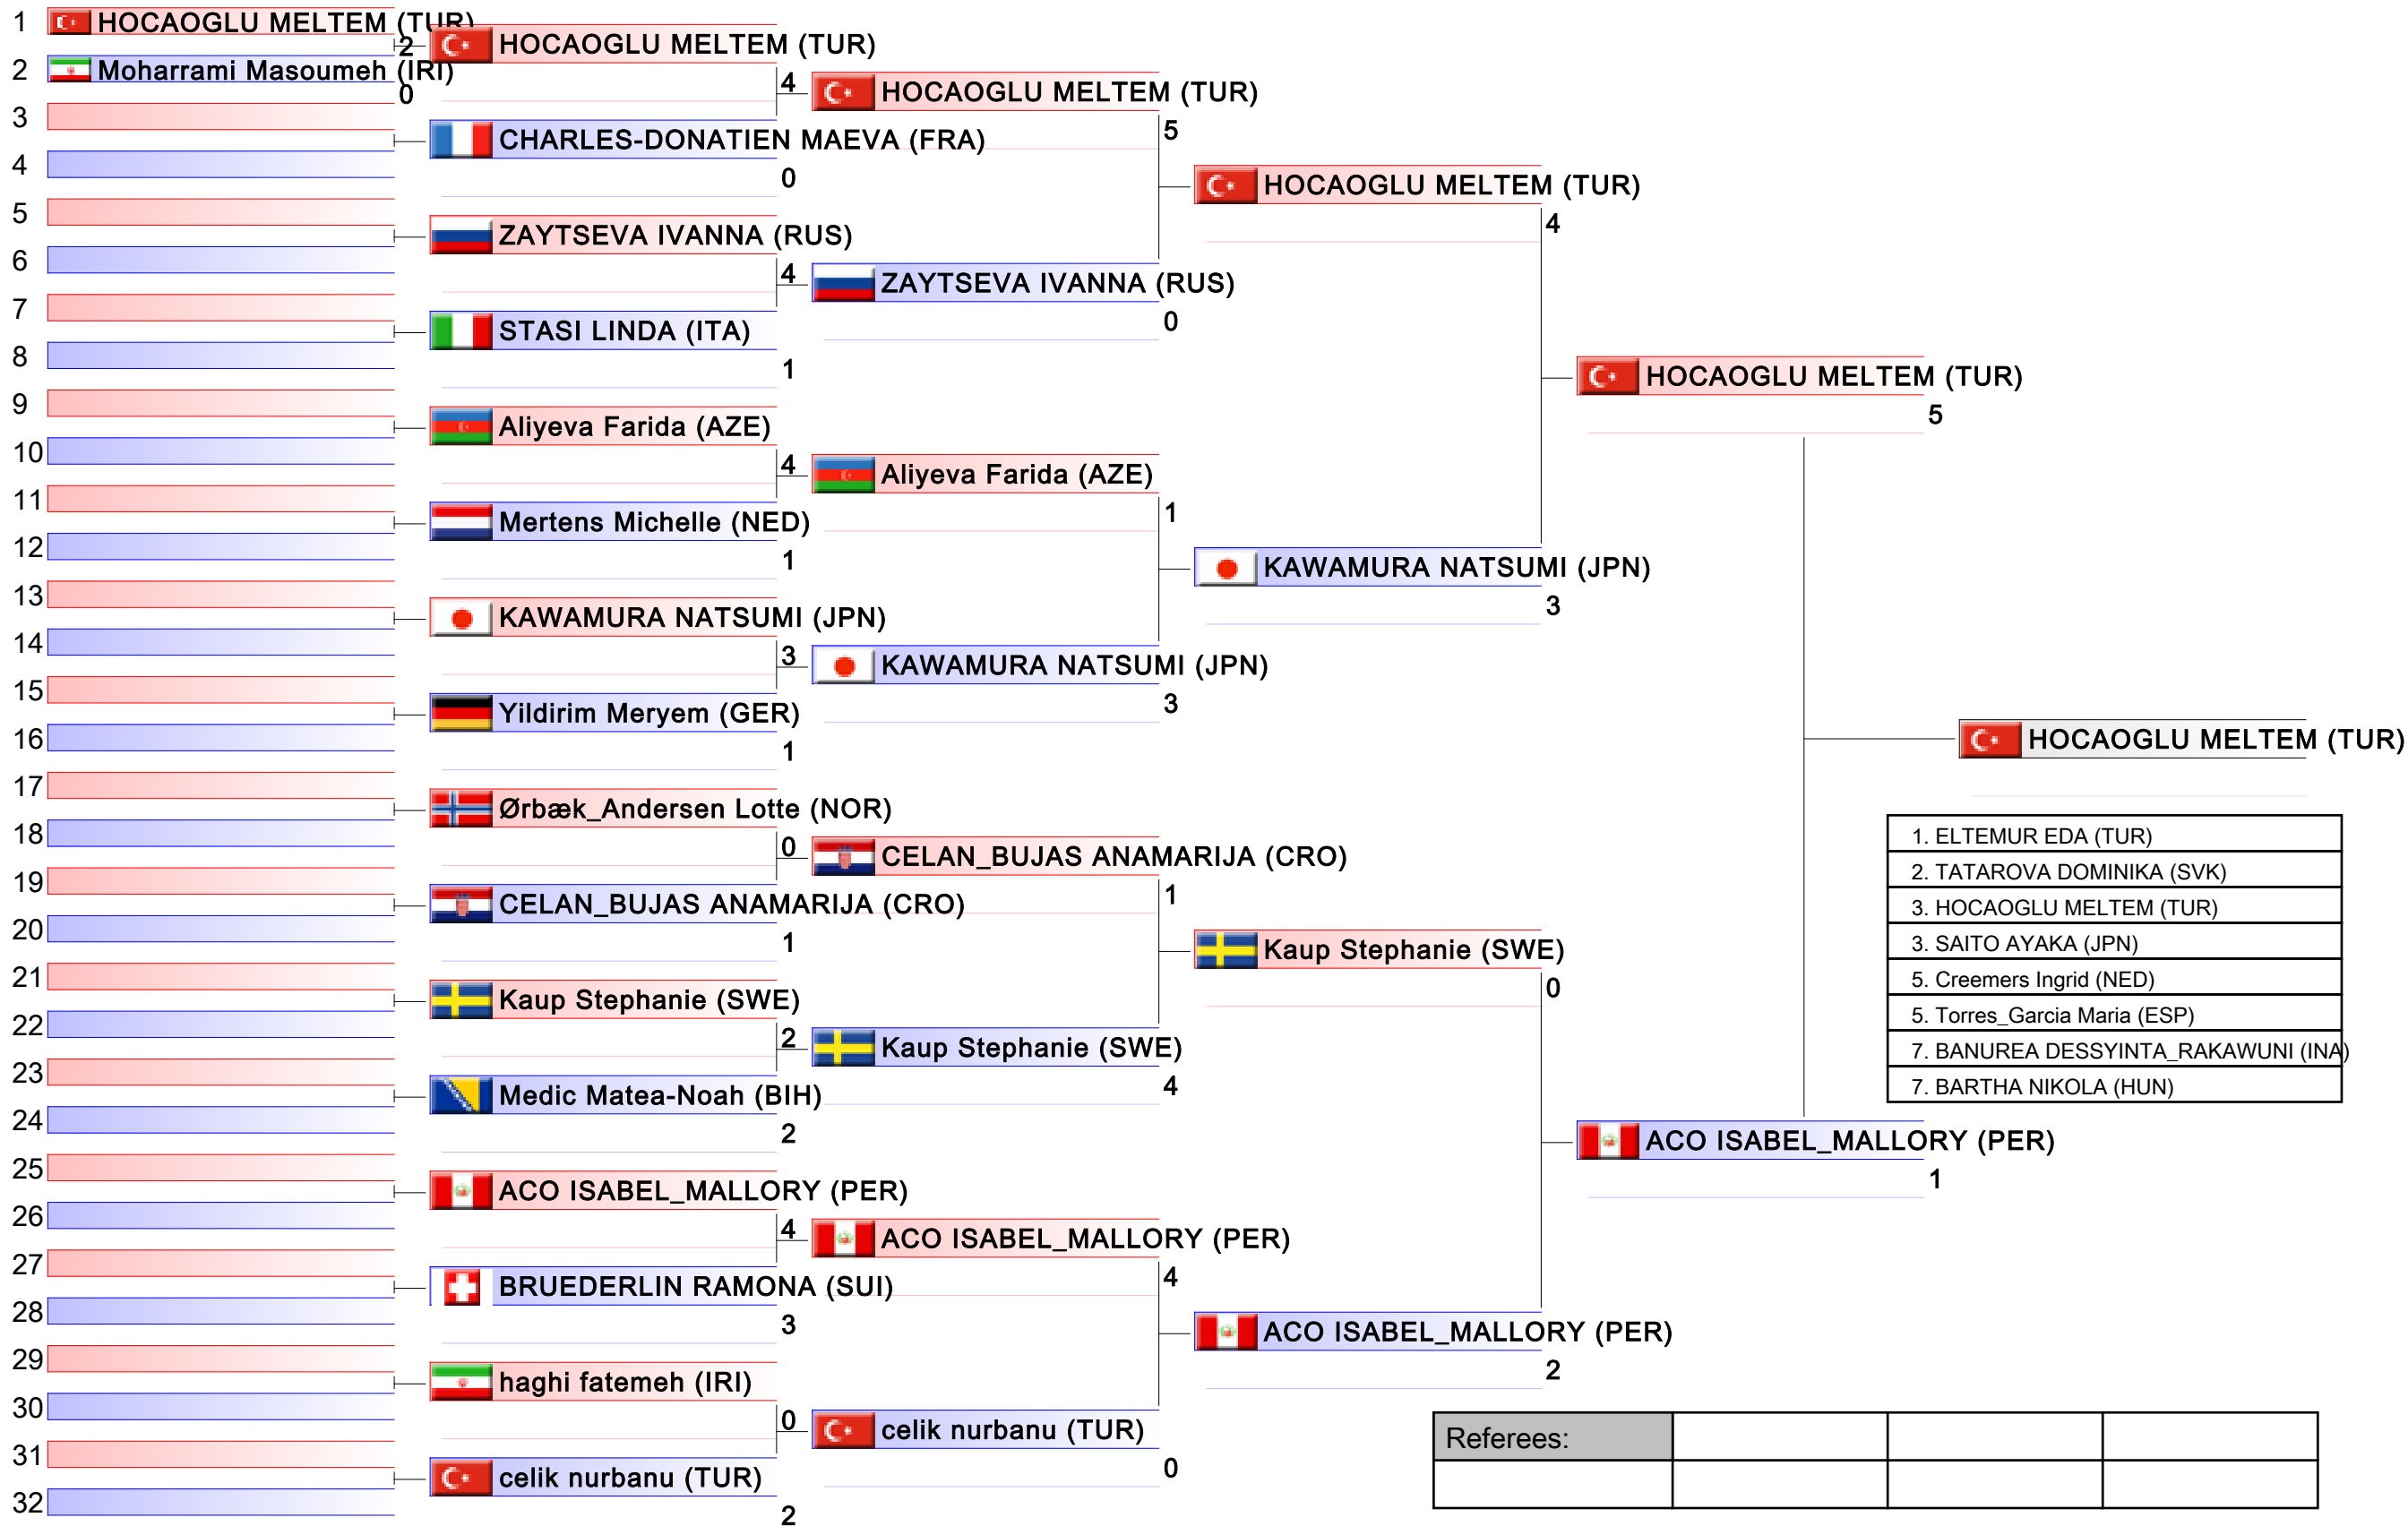 1 HOCAOGLU MELTEM (TUR)
2
2 Moharrami Masoumeh (IRI)
0
3
4
5
6
7
8
9
10
11
12
13
14
15
16
17
18
19
20
21
22
23
24
25
26
27
28
29
30
31
32
HOCAOGLU MELTEM (TUR)
4
CHARLES-DONATIEN MAEVA (FRA)
0
ZAYTSEVA IVANNA (RUS)
4
STASI LINDA (ITA)
1
Aliyeva Farida (AZE)
4
Mertens Michelle (NED)
1
KAWAMURA NATSUMI (JPN)
3
Yildirim Meryem (GER)
1
Ørbæk_Andersen Lotte (NOR)
0
CELAN_BUJAS ANAMARIJA (CRO)
1
Kaup Stephanie (SWE)
2
Medic Matea-Noah (BIH)
2
ACO ISABEL_MALLORY (PER)
4
BRUEDERLIN RAMONA (SUI)
3
haghi fatemeh (IRI)
0
celik nurbanu (TUR)
2
HOCAOGLU MELTEM (TUR)
5
ZAYTSEVA IVANNA (RUS)
0
Aliyeva Farida (AZE)
1
KAWAMURA NATSUMI (JPN)
3
CELAN_BUJAS ANAMARIJA (CRO)
1
Kaup Stephanie (SWE)
4
ACO ISABEL_MALLORY (PER)
4
celik nurbanu (TUR)
0
HOCAOGLU MELTEM (TUR)
4
KAWAMURA NATSUMI (JPN)
3
Kaup Stephanie (SWE)
0
ACO ISABEL_MALLORY (PER)
2
HOCAOGLU MELTEM (TUR)
5
ACO ISABEL_MALLORY (PER)
1
HOCAOGLU MELTEM (TUR)
1. ELTEMUR EDA (TUR)
2. TATAROVA DOMINIKA (SVK)
3. HOCAOGLU MELTEM (TUR)
3. SAITO AYAKA (JPN)
5. Creemers Ingrid (NED)
5. Torres_Garcia Maria (ESP)
7. BANUREA DESSYINTA_RAKAWUNI (INA)
7. BARTHA NIKOLA (HUN)
Referees: